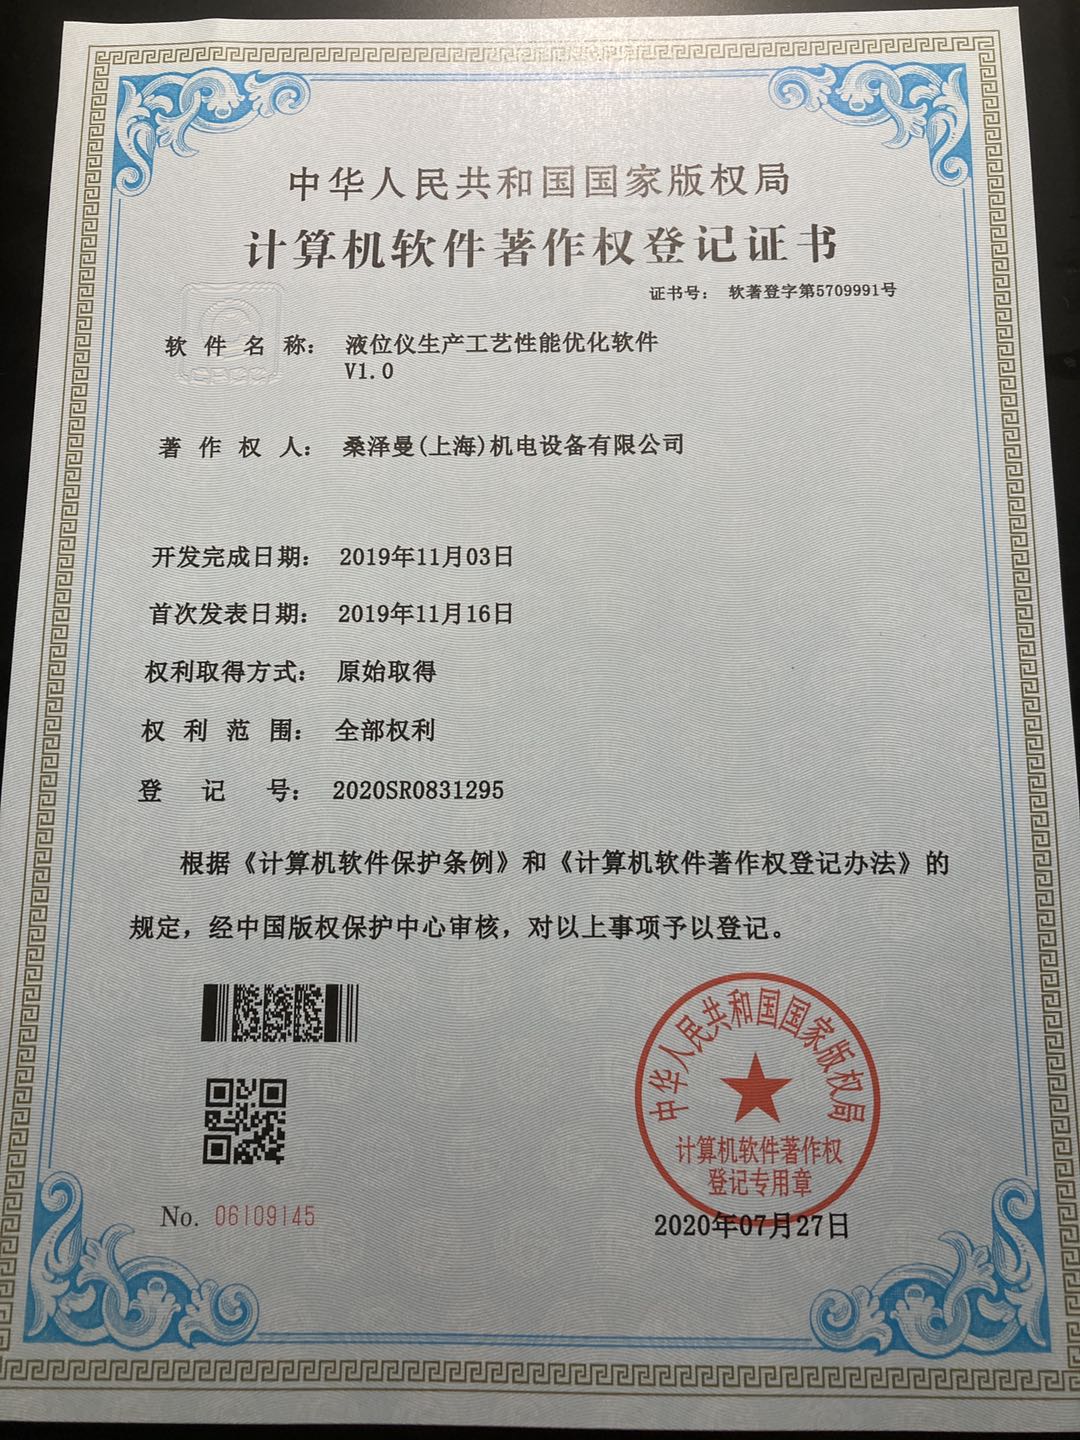 中华人民共和国国家版权局
计算机软件著作权登记证书
证书号： 软著登字第5709991号
软件名称： 液位仪生产工艺性能优化软件
V1.0
著作权人： 桑泽曼(上海)机电设备有限公司
开发完成日期： 2019年11月03日
首次发表日期： 2019年11月16日
权利取得方式： 原始取得
权利范围： 全部权利
登记号： 2020SR0831295
根据《计算机软件保护条例》和《计算机软件著作权登记办法》的
规定，经中国版权保护中心审核，对以上事项予以登记。
中华人民共和国国家版权局
计算机软件著作权
登记专用章
No. 06109145
2020年07月27日